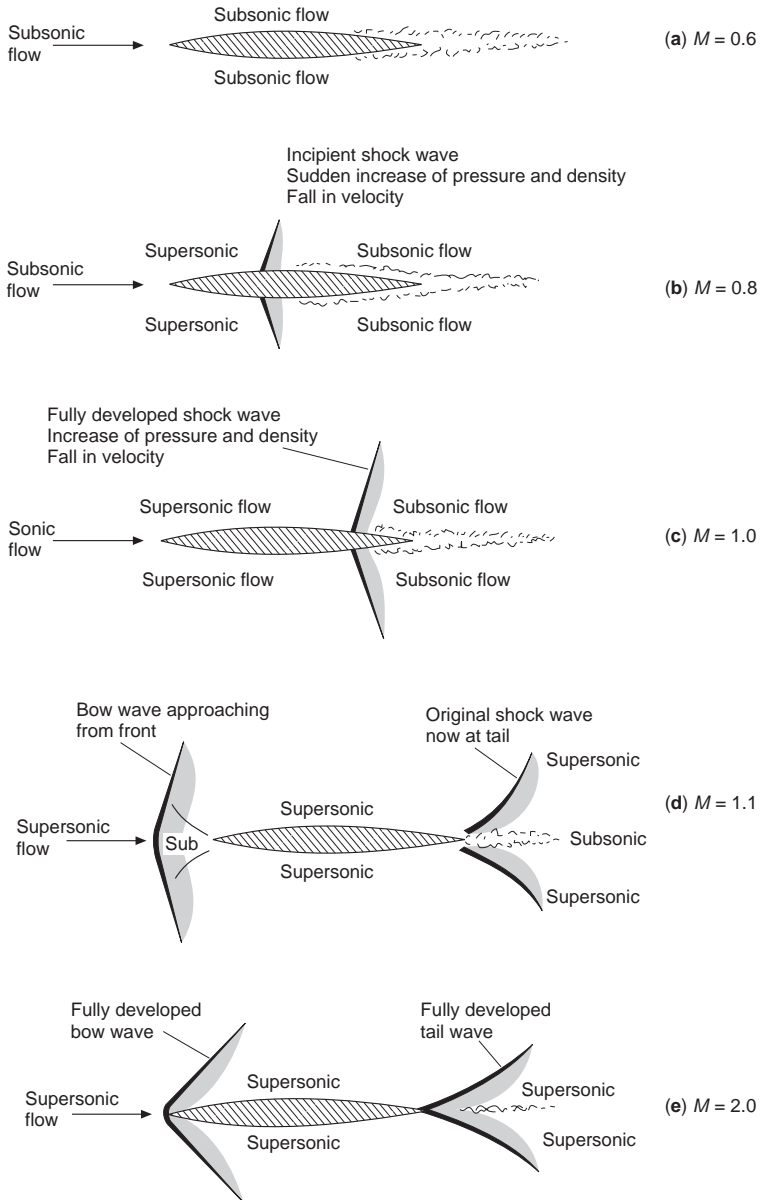 Subsonic flow
Subsonic
flow
Subsonic flow
(a) M = 0.6
Incipient shock wave
Sudden increase of pressure and density
Fall in velocity
Supersonic
Subsonic flow
Subsonic
flow
Supersonic
Subsonic flow
(b) M = 0.8
Fully developed shock wave
Increase of pressure and density
Fall in velocity
Supersonic flow
Subsonic flow
Sonic
flow
Supersonic flow
Subsonic flow
(c) M = 1.0
Bow wave approaching
from front
Original shock wave
now at tail
Supersonic
Supersonic
Supersonic
flow
Sub
Subsonic
Supersonic
Supersonic
(d) M = 1.1
Fully developed
bow wave
Fully developed
tail wave
Supersonic
Supersonic
Supersonic
flow
Supersonic
Supersonic
(e) M = 2.0